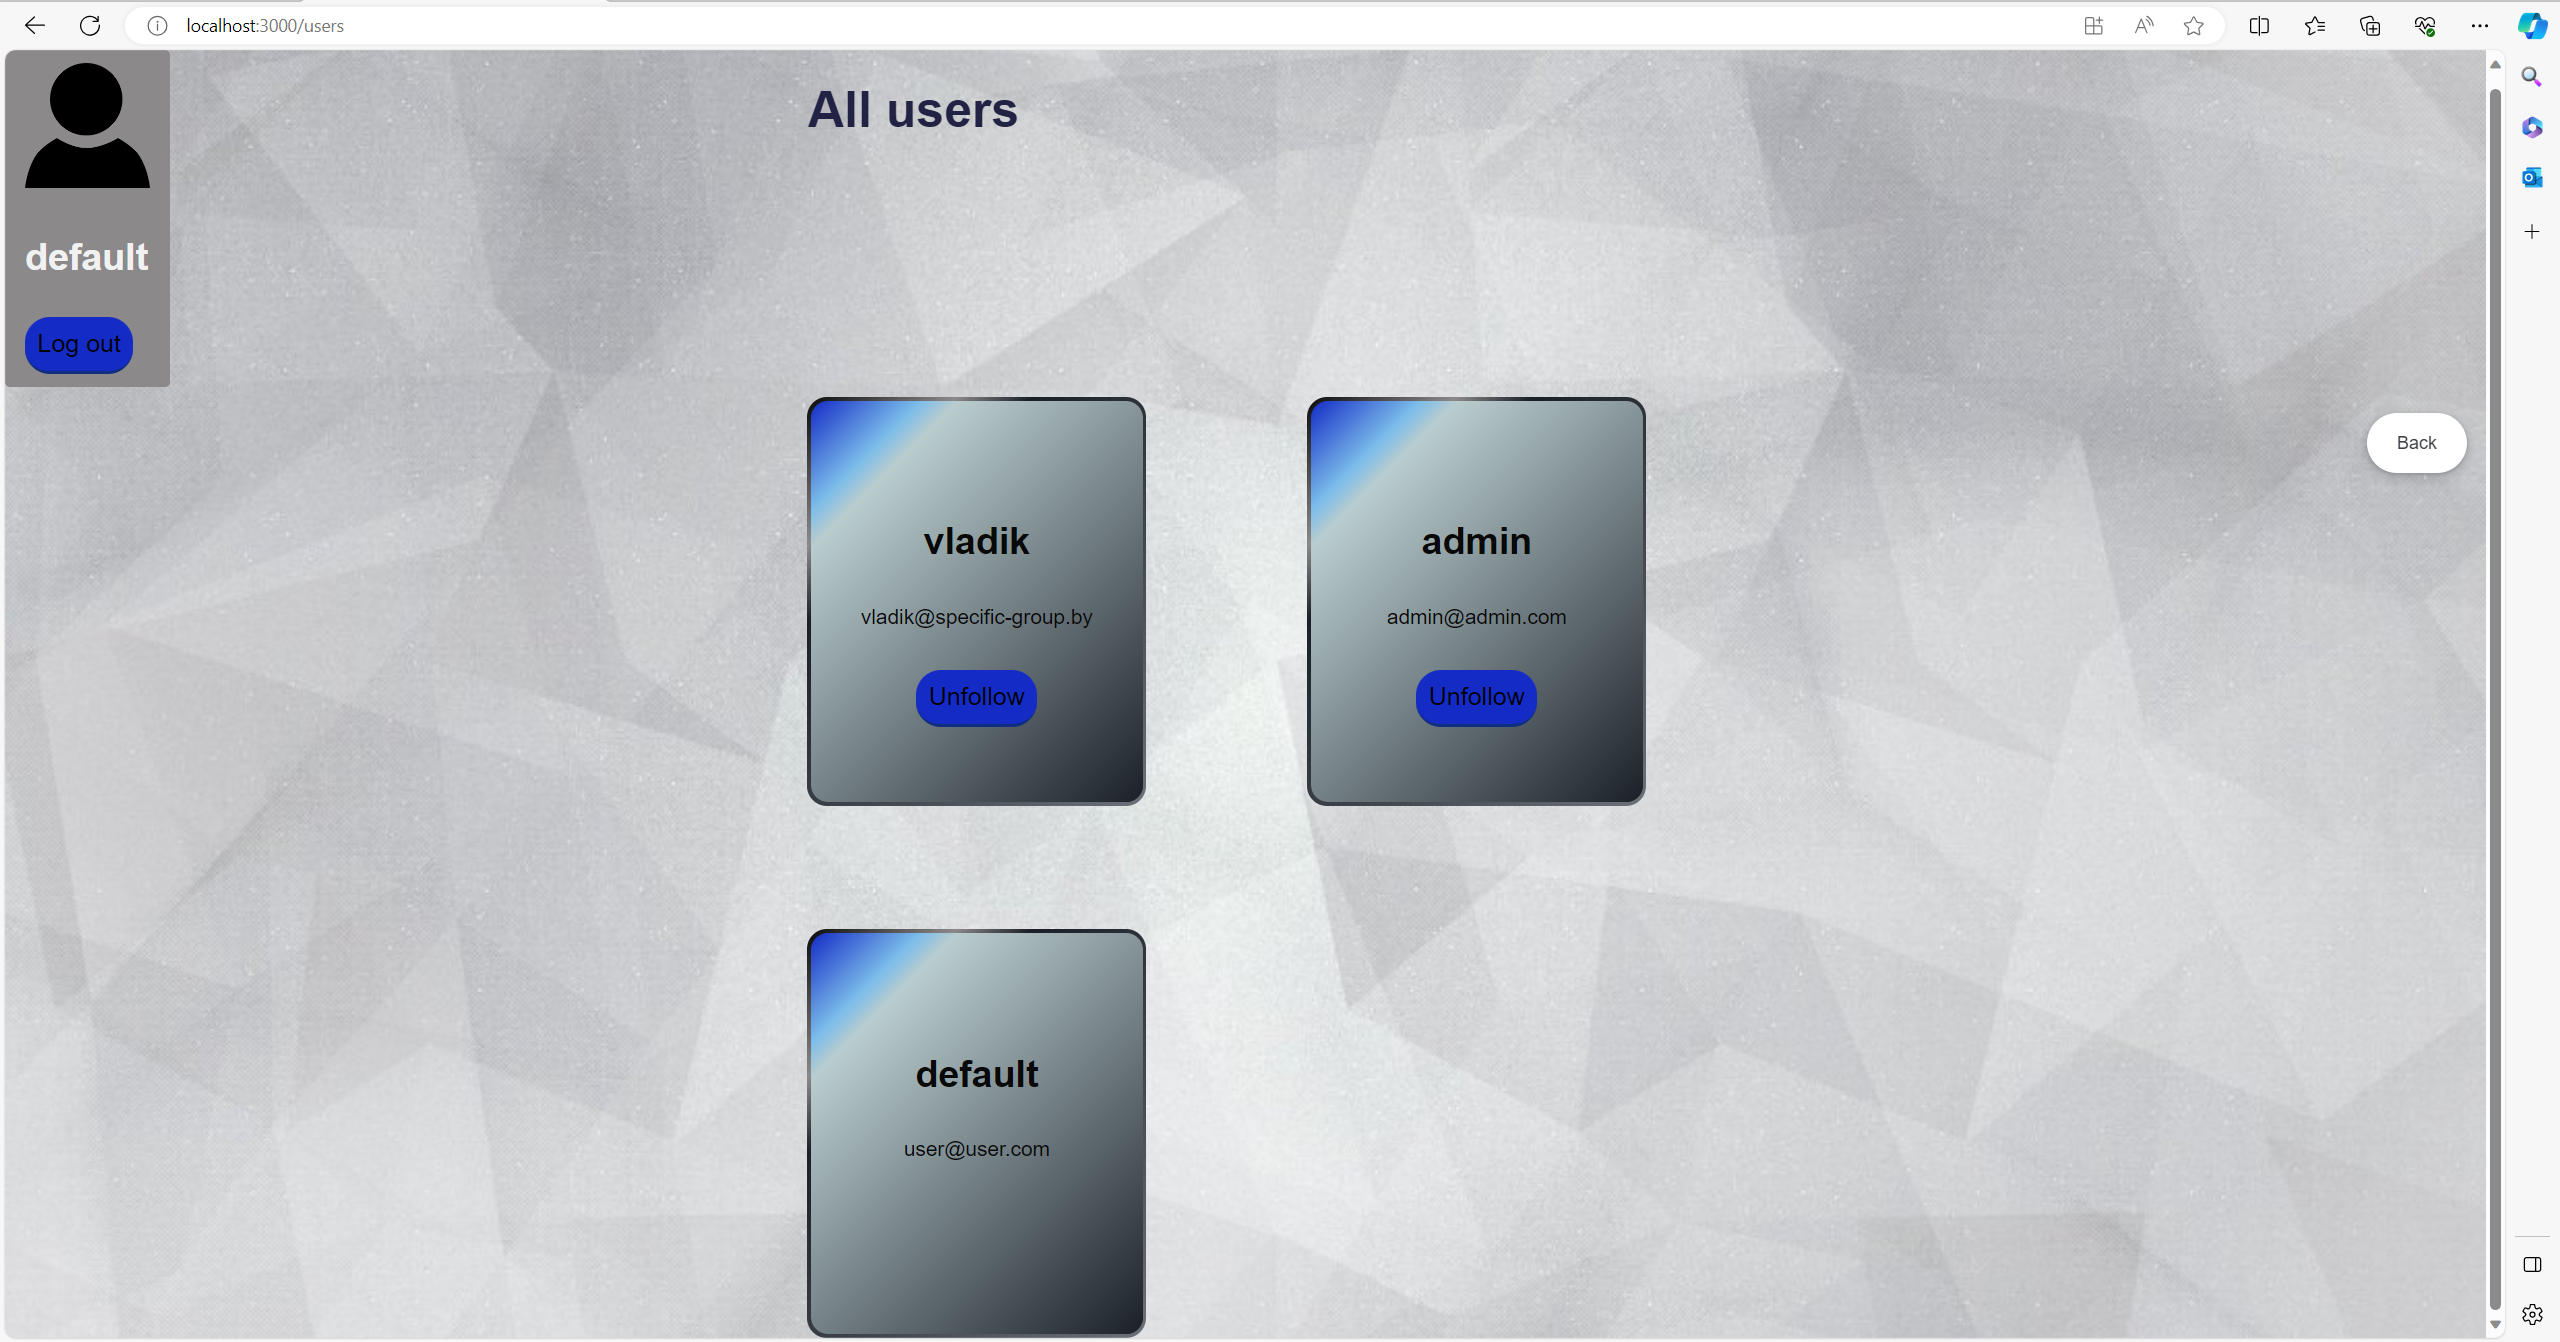 localhost:3000/users
All users
default
Log out
Back
vladik
vladik@specific-group.by
Unfollow
admin
admin@admin.com
Unfollow
default
user@user.com